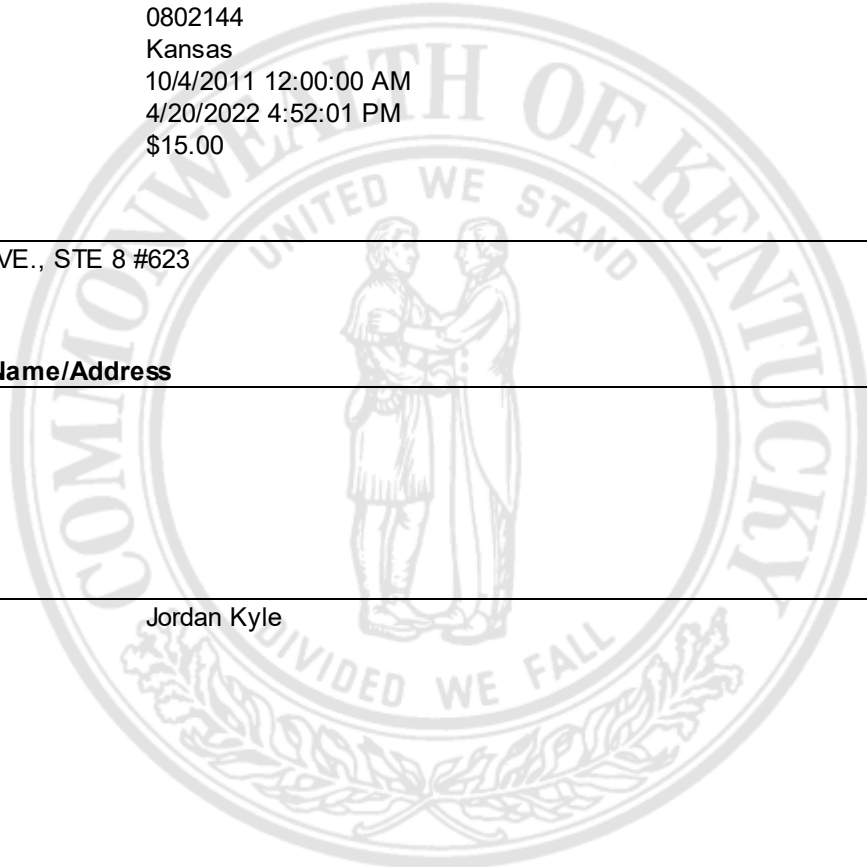 0802144
Kansas
10/4/2011 12:00:00 AM
4/20/2022 4:52:01 PM
$15.00
COMMONWEALTH OF KENTUCKY
UNITED WE STAND
VE., STE 8 #623
Name/Address
Jordan Kyle
DIVIDED WE FALL